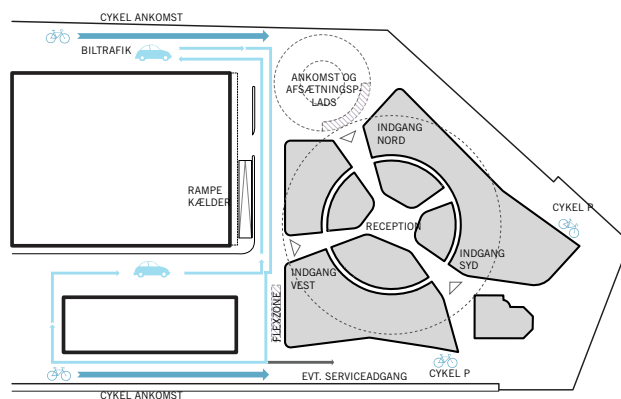 CYKEL ANKOMST
BILTRAFIK
ANKOMST OG
AFSÆTNINGSP-
LADS
INDGANG
NORD
RAMPE
KÆLDER
CYKEL P
RECEPTION
INDGANG
SYD
INDGANG
VEST
FLEXZONE
EVT. SERVICEADGANG
CYKEL P
CYKEL ANKOMST